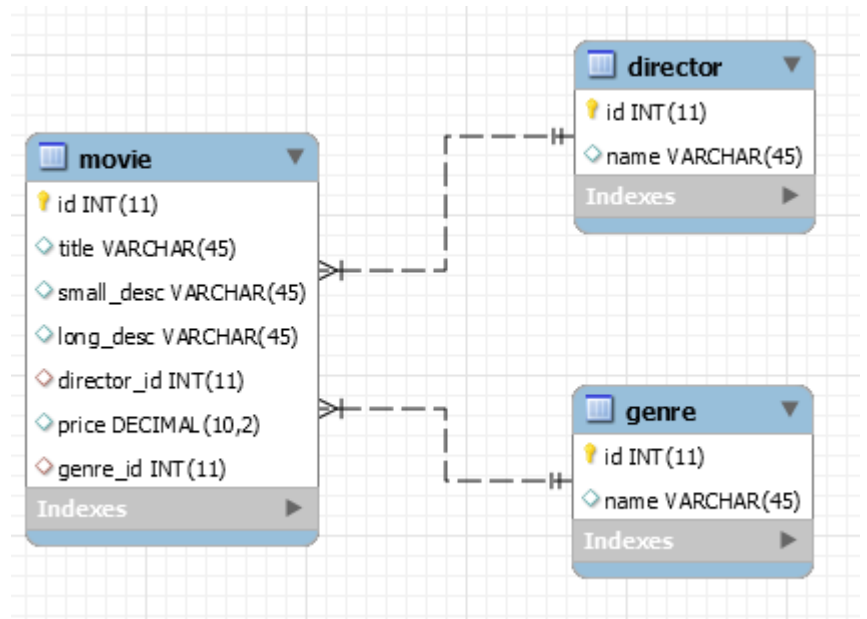 movie
id INT(11)
title VARCHAR(45)
small_desc VARCHAR(45)
long_desc VARCHAR(45)
director_id INT(11)
price DECIMAL(10,2)
genre_id INT(11)
Indexes
director
id INT(11)
name VARCHAR(45)
Indexes
genre
id INT(11)
name VARCHAR(45)
Indexes